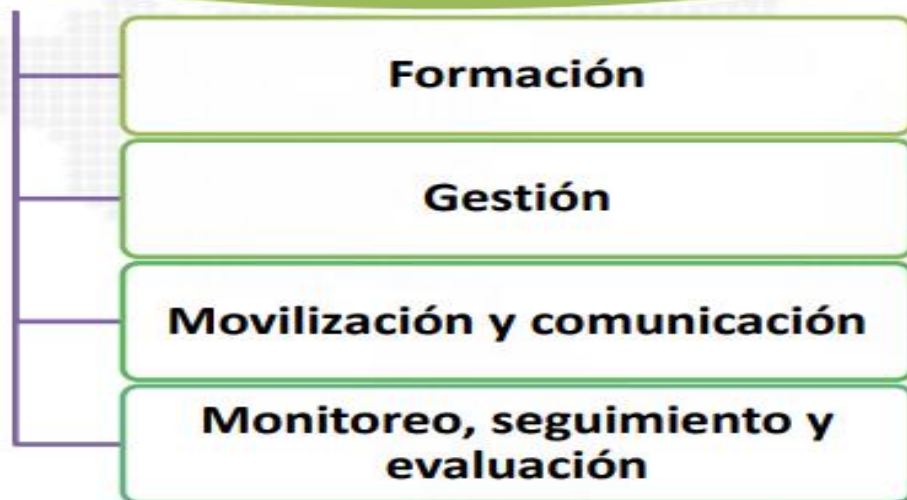 Formación
Gestión
Movilización y comunicación
Monitoreo, seguimiento y
evaluación